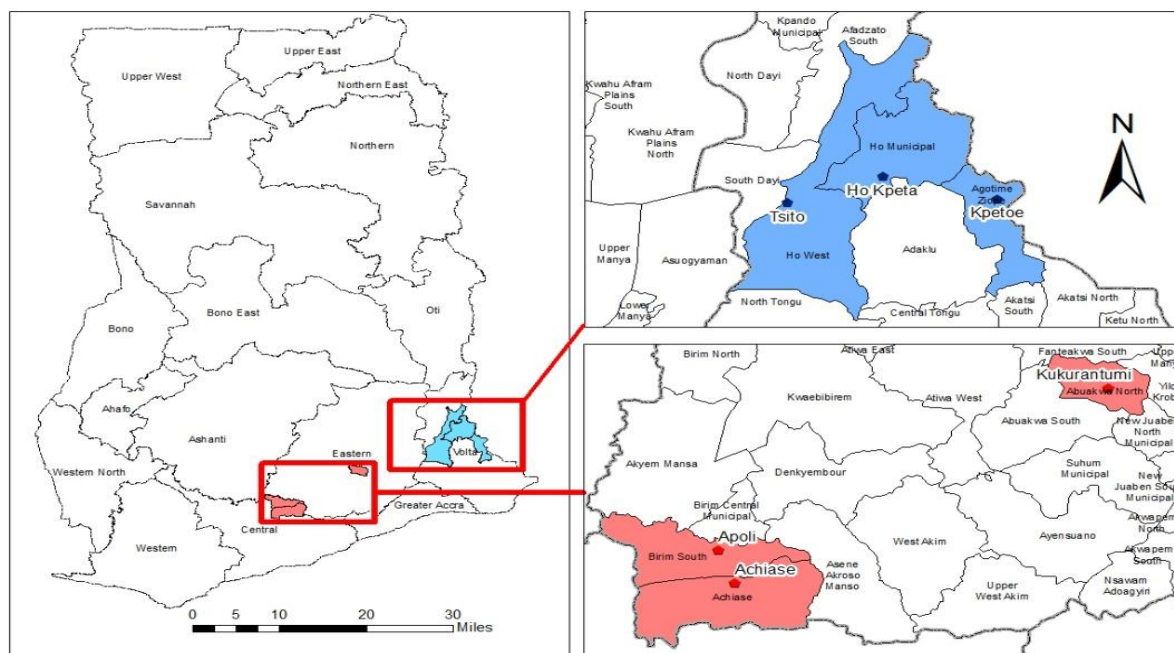 Upper East
Upper West
Northern East
Northern
Savannah
Oti
Bono East
Bono
Ahafo
Ashanti
Eastern
Volta
Western North
Greater Accra
Central
Western
0
5
10
20
30
Miles
Kpando
Municipal
Afadzato
South
North Dayi
Kwahu Afram
Plains
South
Kwahu Afram
Plains
North
Ho Municipal
South Dayi
Ho Kpeta
Agotime
Kpetoe
Tsito
Adaklu
Upper
Manya
Asuogyaman
Ho West
North Tongu
Lower
Manya
Central Tongu
Akatsi
South
Akatsi North
Ketu North
N
Birim North
Atiwa East
Fanteakwa South
Kukurantumi
Abuakwa North
Kwaebibirem
Atiwa West
Abuakwa South
New Juaben
North
Municipal
Akyem Mansa
Denkyembour
Suhum
Municipal
New
Municipal
Birim Central
Municipal
Apoli
Akwapem
North
Birim South
West Akim
Ayensuano
Akwapem
South
Achiase
Asene
Akroso
Manso
Achiase
Upper
West Akim
Nsawam
Adoagyiri